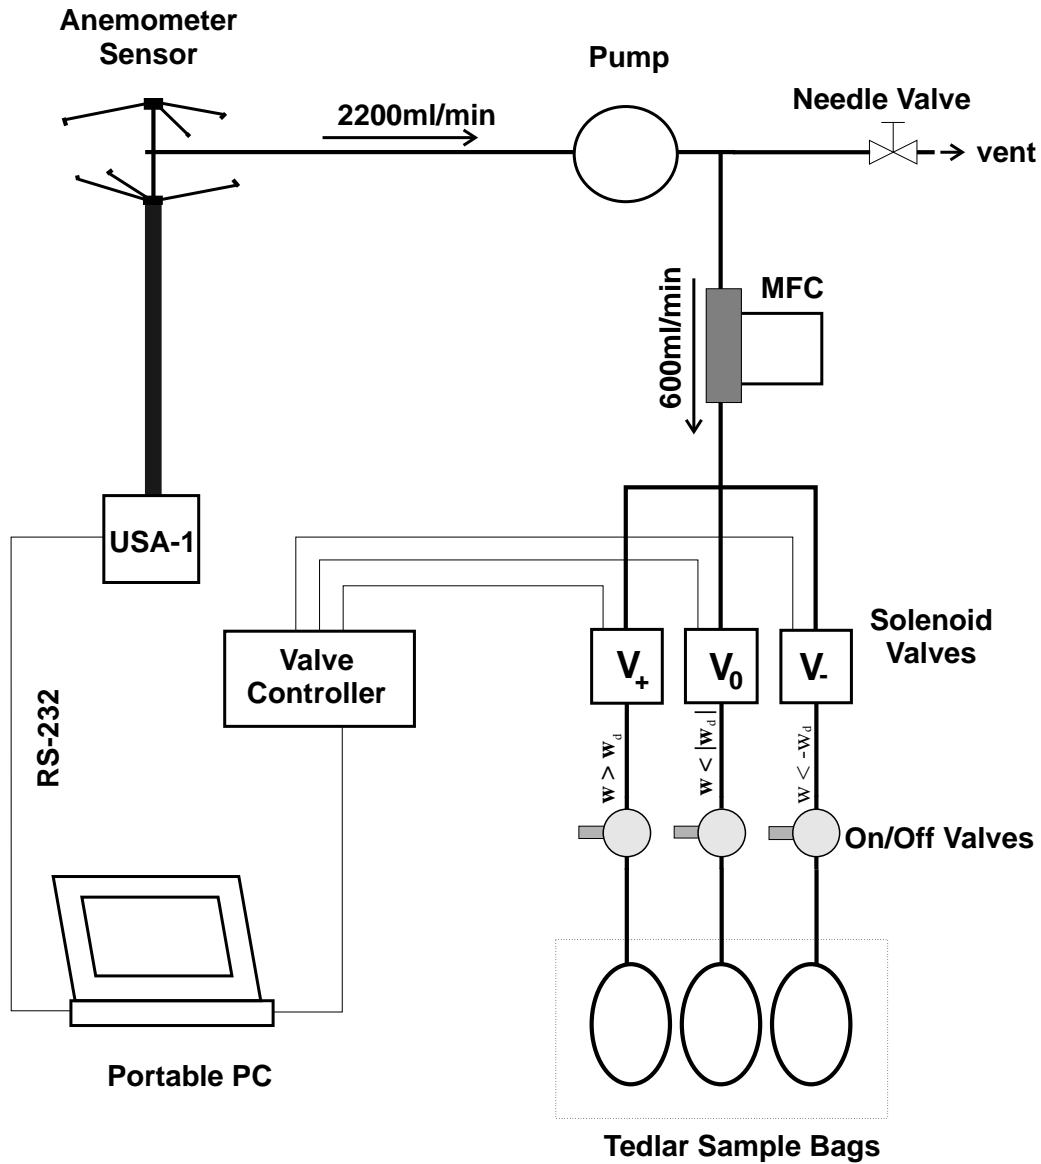 Anemometer
Sensor
Pump
2200ml/min
Needle Valve
vent
MFC
600ml/min
USA-1
Solenoid
Valves
Valve
Controller
V+
V0
V-
RS-232
w > wd
w < |wd|
w < -wd
On/Off Valves
Portable PC
Tedlar Sample Bags